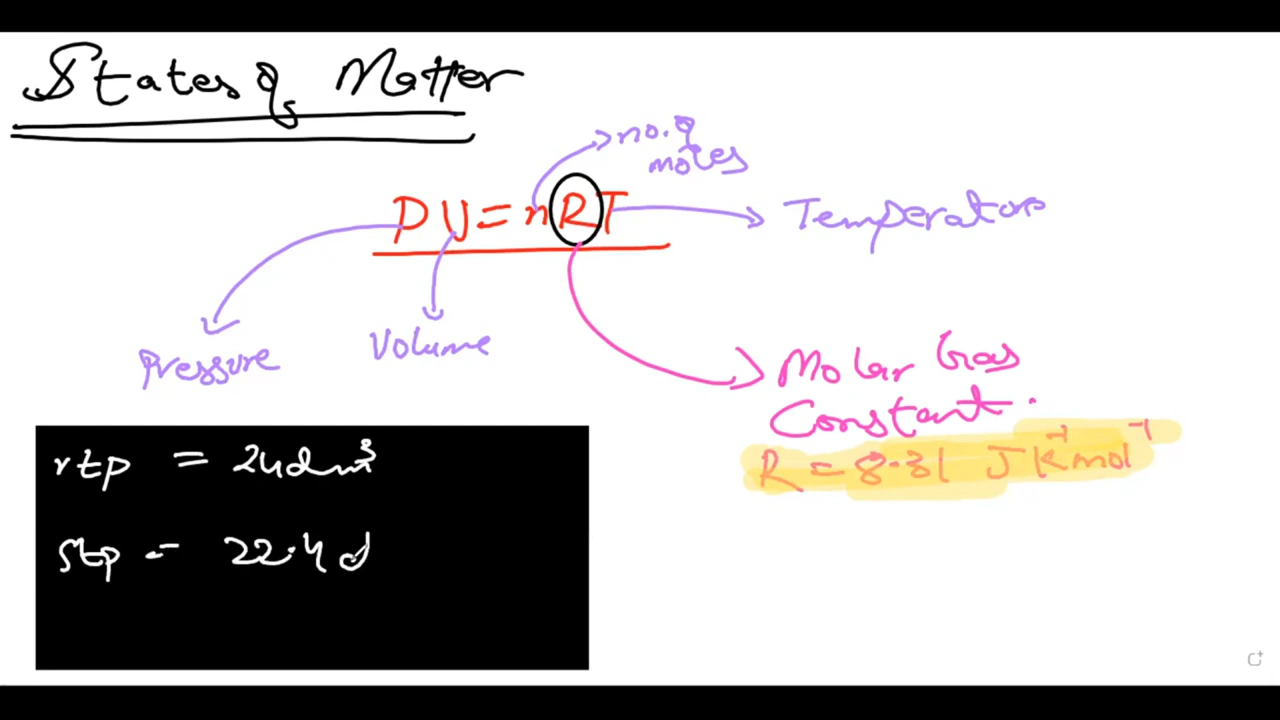 States of Matter
no. of
moles
PV = nRT
Temperature
Pressure
Volume
Molar Gas
Constant.
R = 8.31 J K⁻¹ mol⁻¹
rtp = 24dm³
stp = 22.4 d